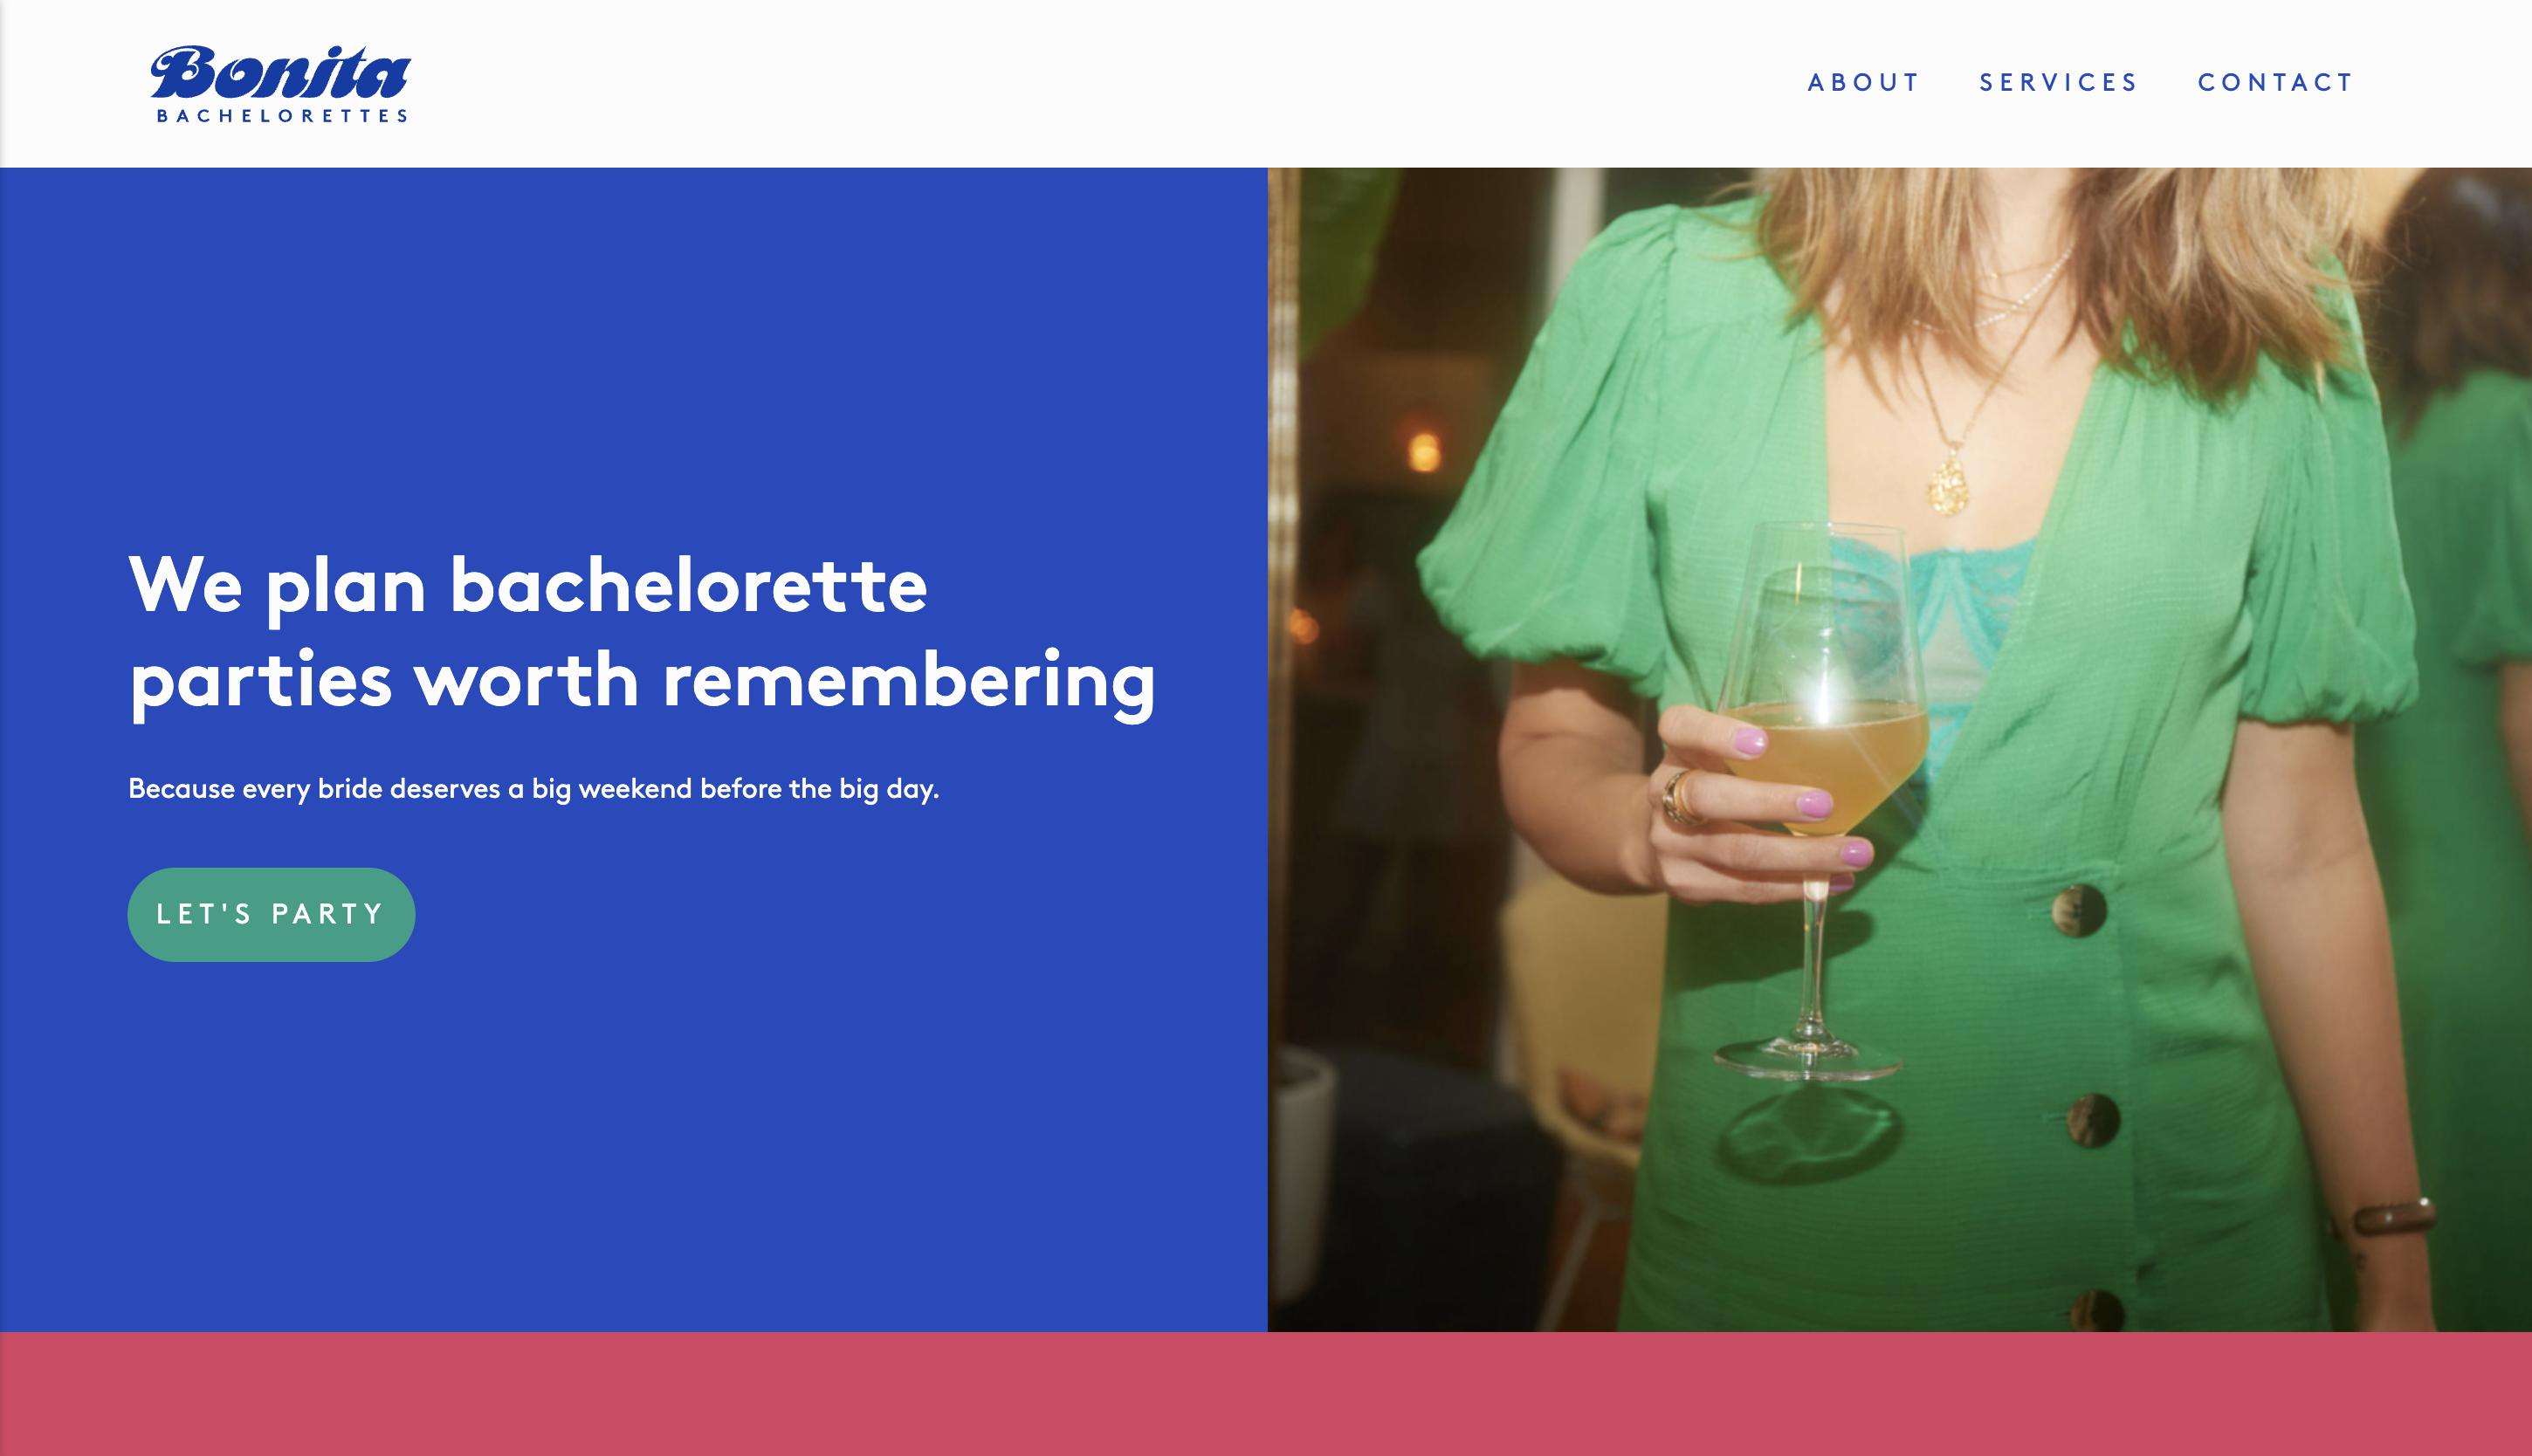 Bonita
BACHELORETTES
ABOUT SERVICES CONTACT
We plan bachelorette
parties worth remembering
Because every bride deserves a big weekend before the big day.
LET'S PARTY